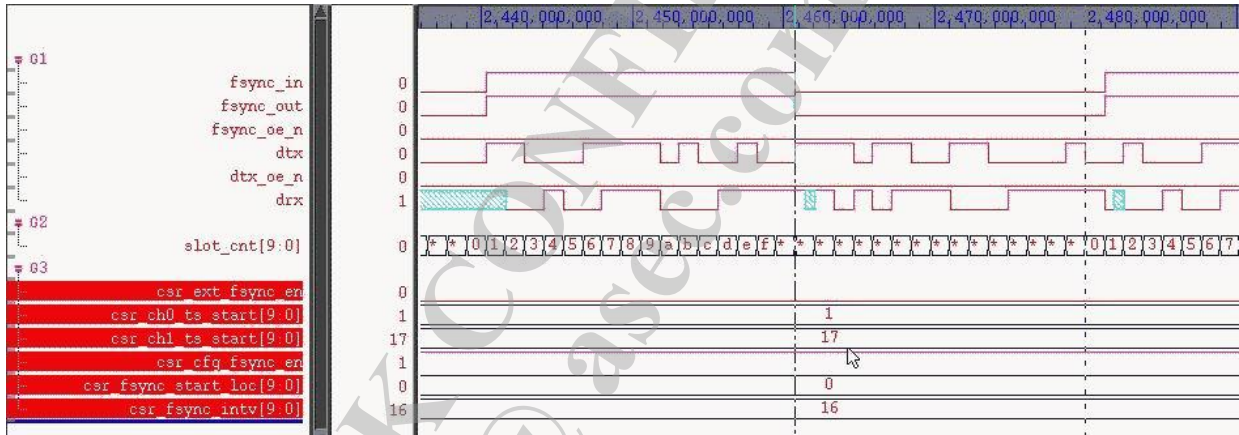 2,440,000,000 2,450,000,000 2,460,000,000 2,470,000,000 2,480,000,000
G1
fsync_in 0
fsync_out 0
fsync_oe_n 0
dtx 0
dtx_oe_n 0
drx 1
G2
slot_cnt[9:0] 0 * * 0 1 2 3 4 5 6 7 8 9 a b c d e f * * * * * * * * * * * * * * * * * 0 1 2 3 4 5 6 7
G3
csr_ext_fsync_en 0
csr_ch0_ts_start[9:0] 1 1
csr_ch1_ts_start[9:0] 17 17
csr_cfg_fsync_en 1
csr_fsync_start_loc[9:0] 0 0
csr_fsync_intv[9:0] 16 16
K CONF
@ asec.com